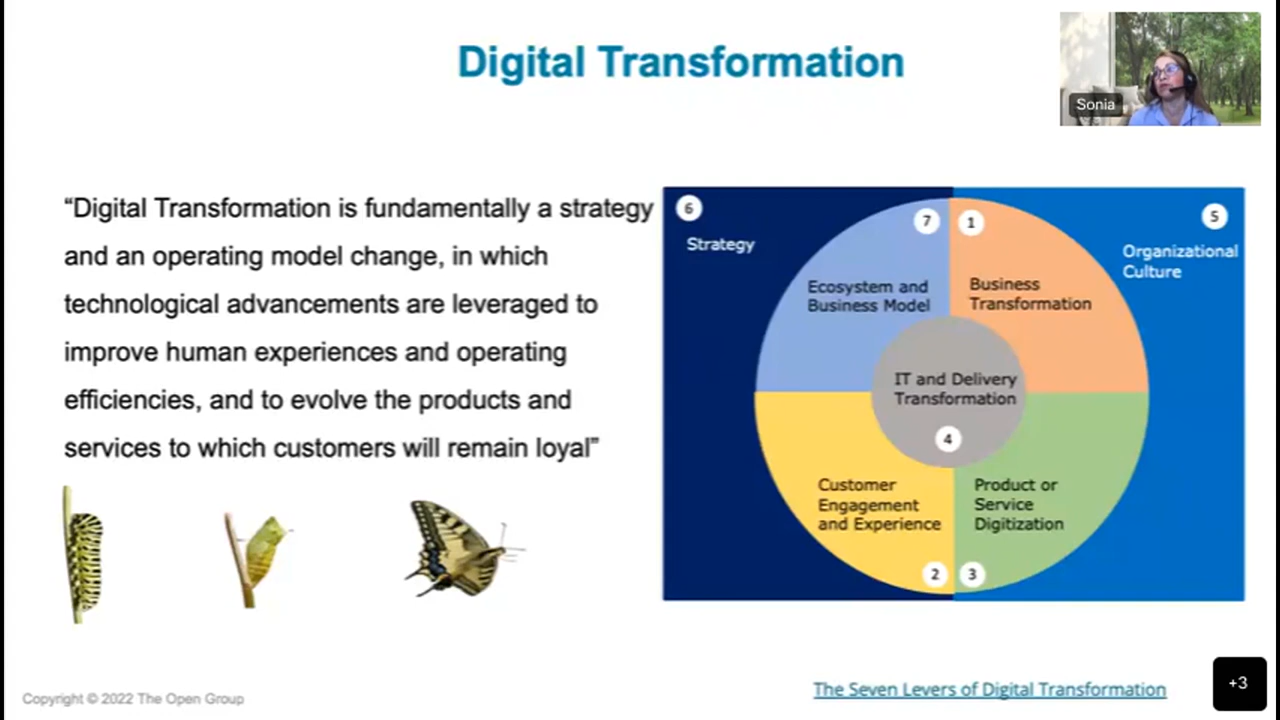 Digital Transformation
Sonia
“Digital Transformation is fundamentally a strategy
and an operating model change, in which
technological advancements are leveraged to
improve human experiences and operating
efficiencies, and to evolve the products and
services to which customers will remain loyal”
6
Strategy
7
Ecosystem and
Business Model
1
Business
Transformation
5
Organizational
Culture
IT and Delivery
Transformation
4
Customer
Engagement
and Experience
2
Product or
Service
Digitization
3
Copyright © 2022 The Open Group
The Seven Levers of Digital Transformation
+3